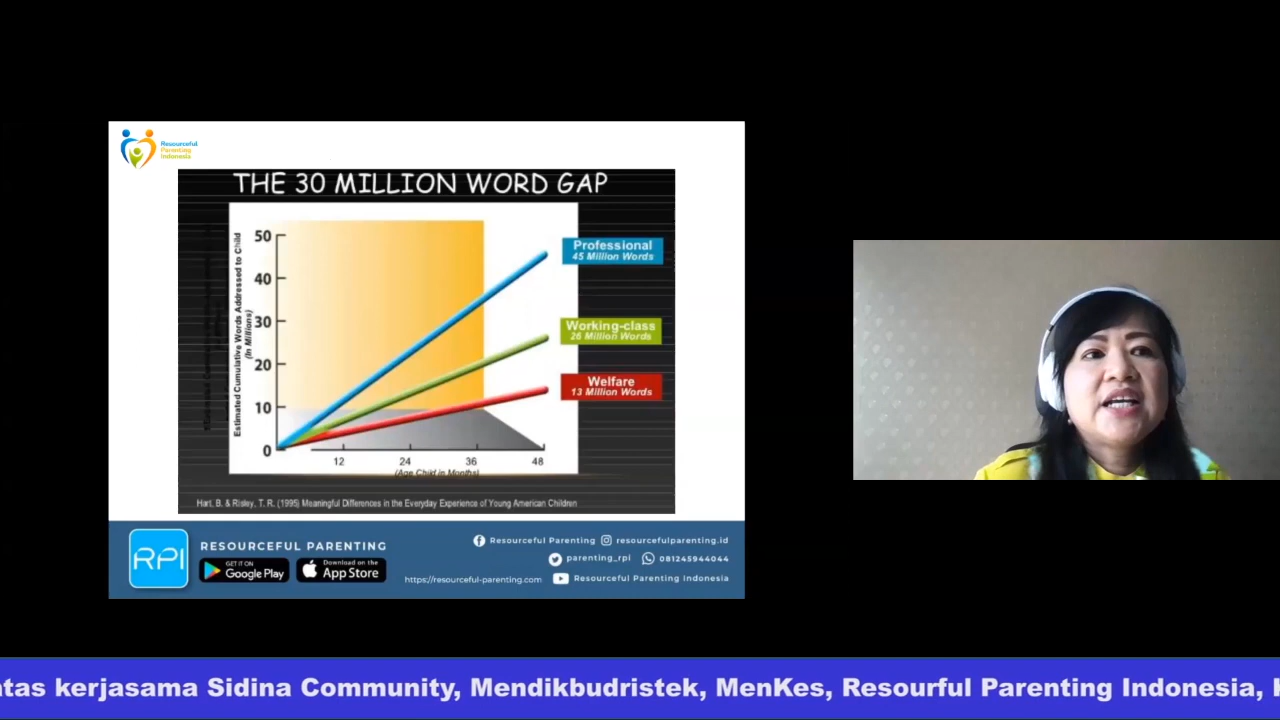 Resourceful
Parenting
Indonesia
THE 30 MILLION WORD GAP
Estimated Cumulative Words Addressed to Child
(In Millions)
50
40
30
20
10
0
12 24 36 48
(Age Child in Months)
Professional
45 Million Words
Working-class
26 Million Words
Welfare
13 Million Words
Hart, B. & Risley, T. R. (1995) Meaningful Differences in the Everyday Experience of Young American Children
RPI
RESOURCEFUL PARENTING
GET IT ON
Google Play
Download on the
App Store
Resourceful Parenting resourcefulparenting.id
parenting_rpi 081245944044
https://resourceful-parenting.com Resourceful Parenting Indonesia
atas kerjasama Sidina Community, Mendikbudristek, MenKes, Resourful Parenting Indonesia,